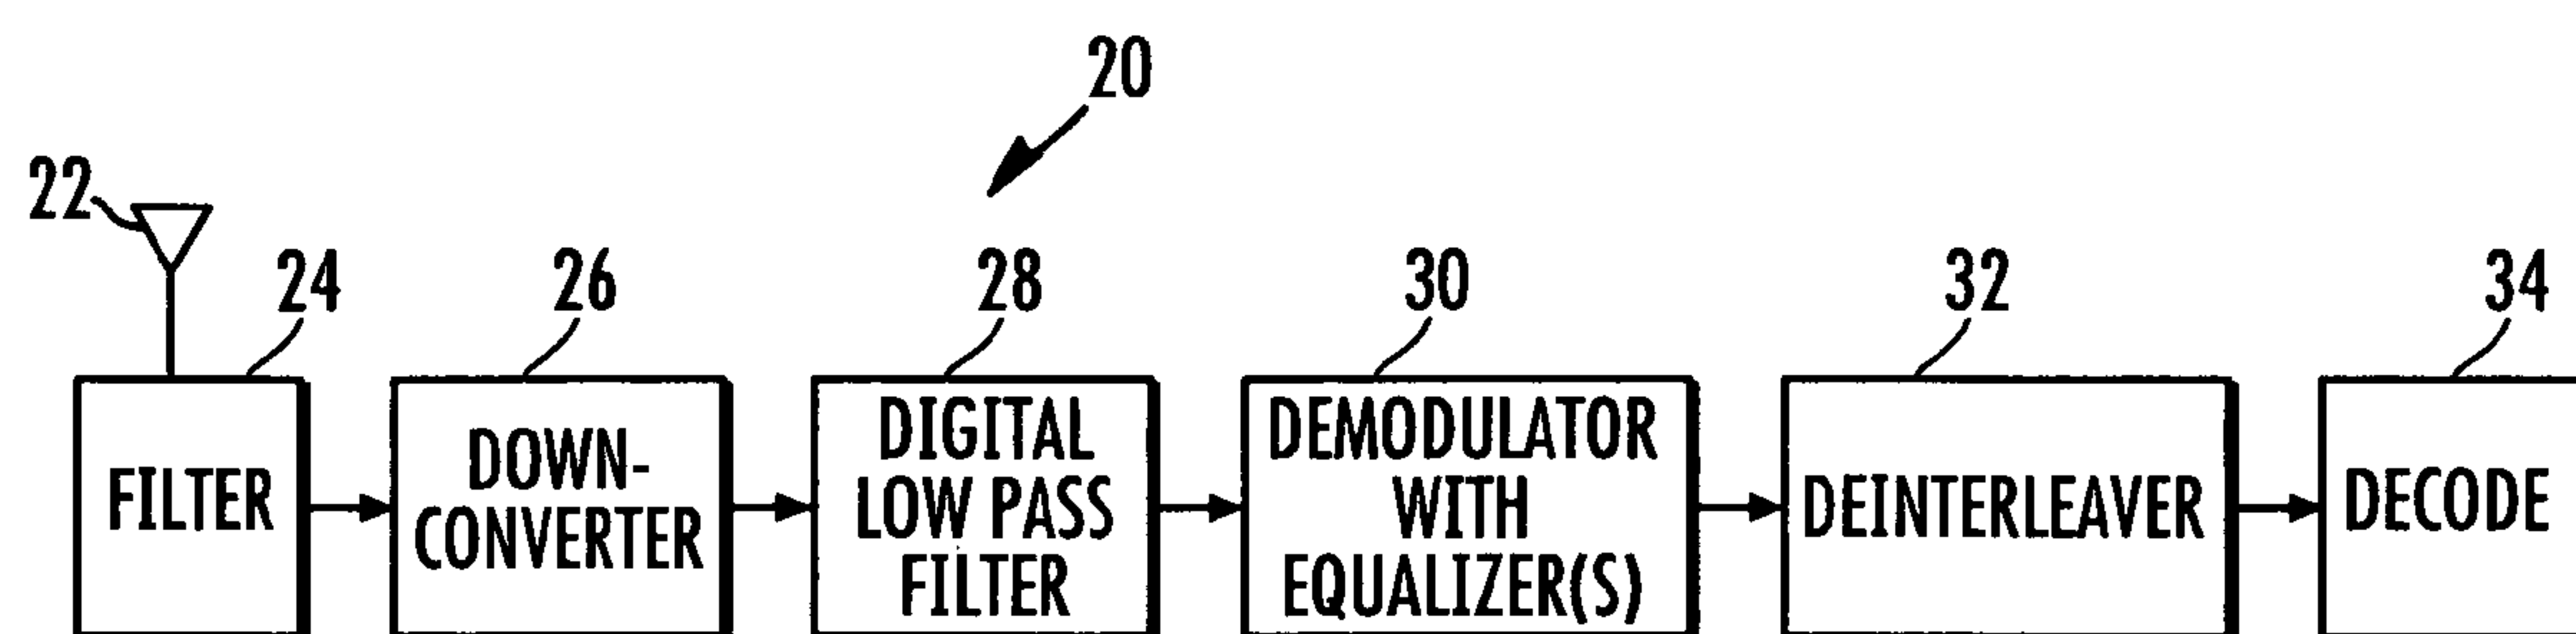 20
22
24
26
28
30
32
34
FILTER
DOWN-
CONVERTER
DIGITAL
LOW PASS
FILTER
DEMODULATOR
WITH
EQUALIZER(S)
DEINTERLEAVER
DECODE